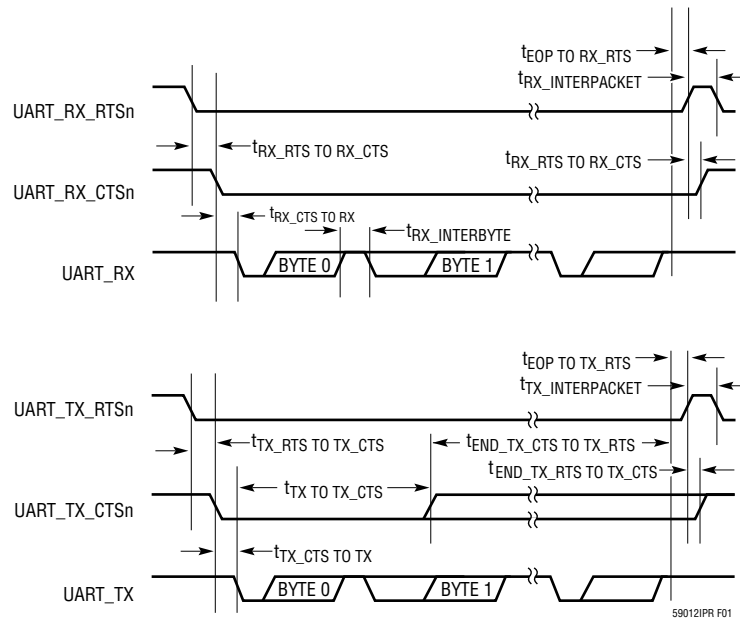 tEOP TO RX_RTS
tRX_INTERPACKET
UART_RX_RTSn
tRX_RTS TO RX_CTS
tRX_RTS TO RX_CTS
UART_RX_CTSn
tRX_CTS TO RX
tRX_INTERBYTE
UART_RX
BYTE 0
BYTE 1
tEOP TO TX_RTS
tTX_INTERPACKET
UART_TX_RTSn
tTX_RTS TO TX_CTS
tEND_TX_CTS TO TX_RTS
tEND_TX_RTS TO TX_CTS
tTX TO TX_CTS
UART_TX_CTSn
tTX_CTS TO TX
UART_TX
BYTE 0
BYTE 1
59012IPR F01